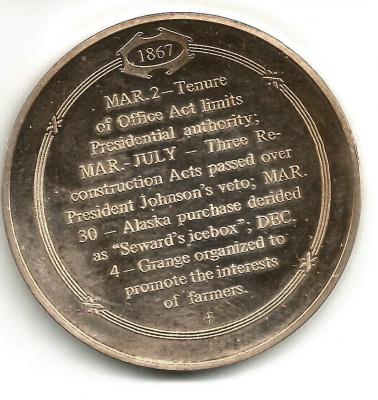 1867
MAR. 2 – Tenure
of Office Act limits
Presidential authority;
MAR.-JULY – Three Re-
construction Acts passed over
President Johnson's veto; MAR.
30 – Alaska purchase derided
as "Seward's icebox"; DEC.
4 – Grange organized to
promote the interests
of farmers.